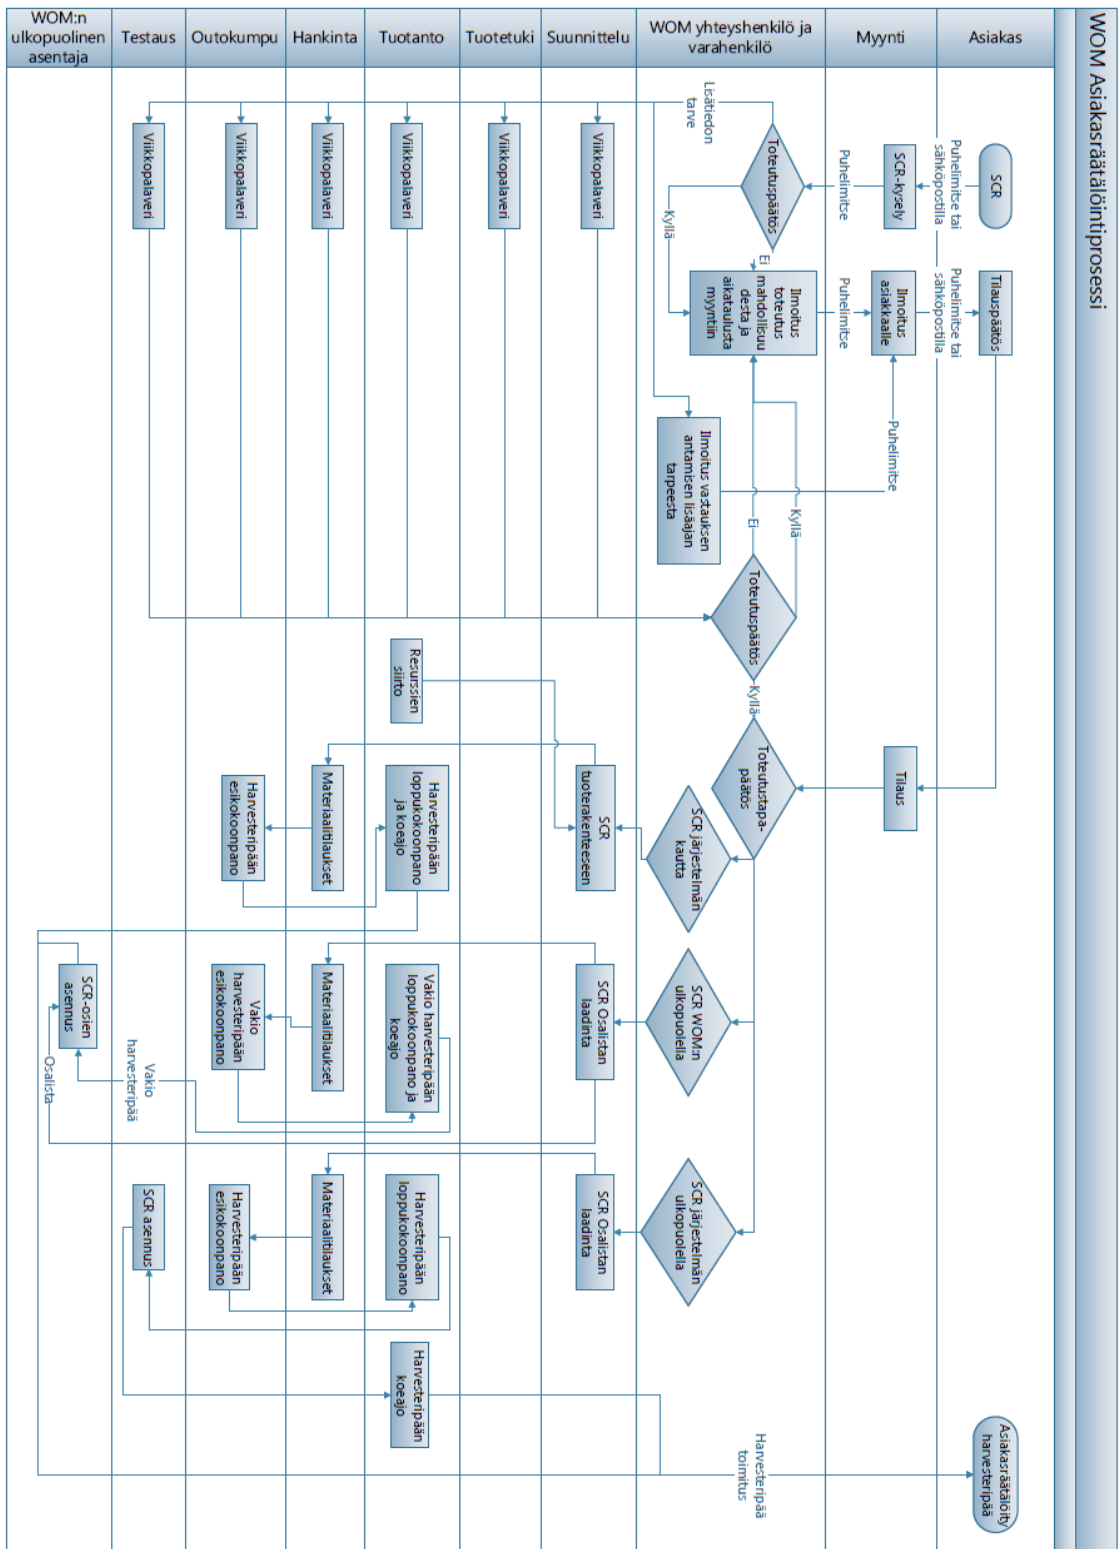 WOM Asiakasräätälöintiprosessi
Asiakas
Myynti
WOM yhteyshenkilö ja
varahenkilö
Suunnittelu
Tuotetuki
Tuotanto
Hankinta
Outokumpu
Testaus
WOM:n
ulkopuolinen
asentaja
SCR
Puhelimitse tai
sähköpostilla
SCR-kysely
Puhelimitse
Toteutuspäätös
Lisätiedon
tarve
Kyllä
Ei
Viikkopalaveri
Viikkopalaveri
Viikkopalaveri
Viikkopalaveri
Viikkopalaveri
Viikkopalaveri
Tilauspäätös
Puhelimitse tai
sähköpostilla
Ilmoitus
asiakkaalle
Puhelimitse
Ilmoitus
toteutus
mahdollisuu
desta ja
aikataulusta
myyntiin
Puhelimitse
Ilmoitus vastauksen
antamisen lisäajan
tarpeesta
Kyllä
Ei
Toteutuspäätös
Kyllä
Resurssien
siirto
Tilaus
Toteutustapa-
päätös
SCR järjestelmän
kautta
SCR
tuoterakenteeseen
Harvesteripään
loppukokoonpano
ja koeajo
Materiaalitilaukset
Harvesteripään
esikokoonpano
SCR WOM:n
ulkopuolella
SCR Osalistan
laadinta
Vakio harvesteripään
loppukokoonpano ja
koeajo
Materiaalitilaukset
Vakio
harvesteripään
esikokoonpano
SCR-osien
asennus
Vakio
harvesteripää
Osalista
SCR järjestelmän
ulkopuolella
SCR Osalistan
laadinta
Harvesteripään
loppukokoonpano
Materiaalitilaukset
Harvesteripään
esikokoonpano
SCR asennus
Harvesteripään
koeajo
Harvesteripää
toimitus
Asiakasräätälöity
harvesteripää